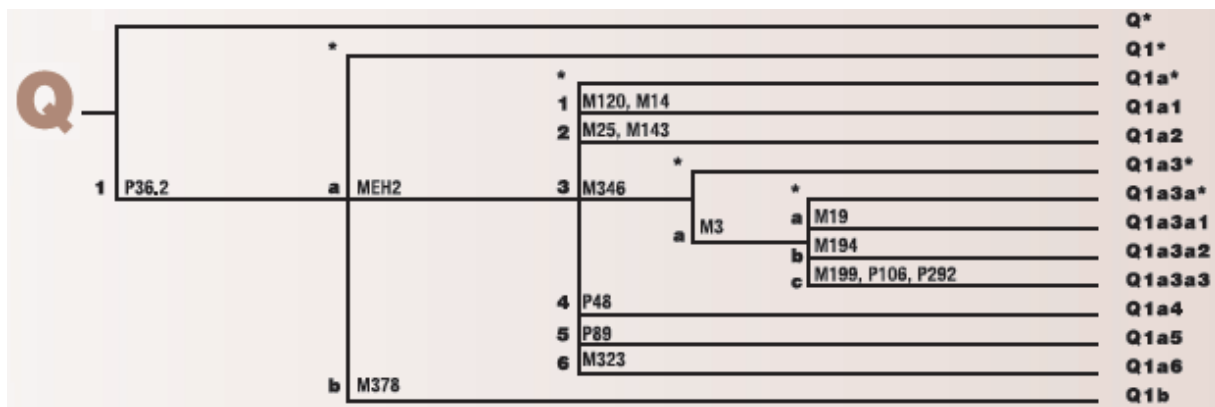 Q*
* Q1*
* Q1a*
Q
1 M120, M14 Q1a1
2 M25, M143 Q1a2
* Q1a3*
1 P36.2 a MEH2 3 M346 * Q1a3a*
a M3 a M19 Q1a3a1
b M194 Q1a3a2
c M199, P106, P292 Q1a3a3
4 P48 Q1a4
5 P89 Q1a5
6 M323 Q1a6
b M378 Q1b